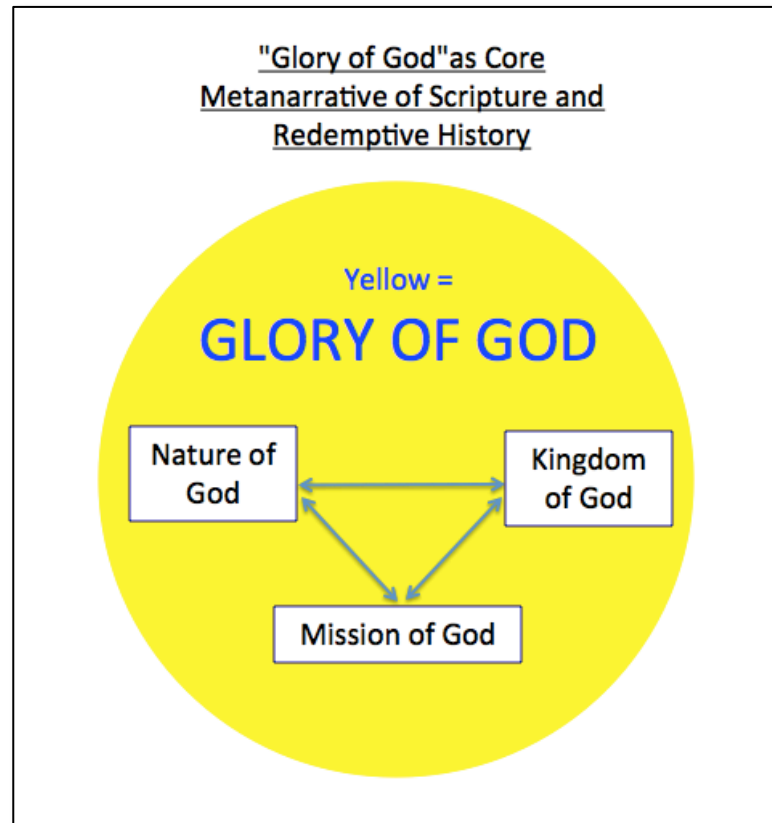 "Glory of God"as Core
Metanarrative of Scripture and
Redemptive History
Yellow =
GLORY OF GOD
Nature of
God
Kingdom
of God
Mission of God